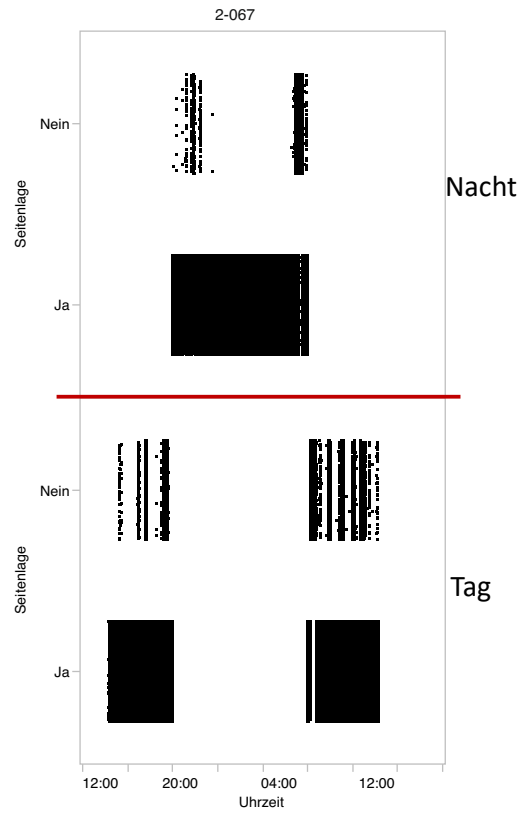 2-067
Nein
Seitenlage
Nacht
Ja
Nein
Seitenlage
Tag
Ja
12:00 20:00 04:00 12:00
Uhrzeit